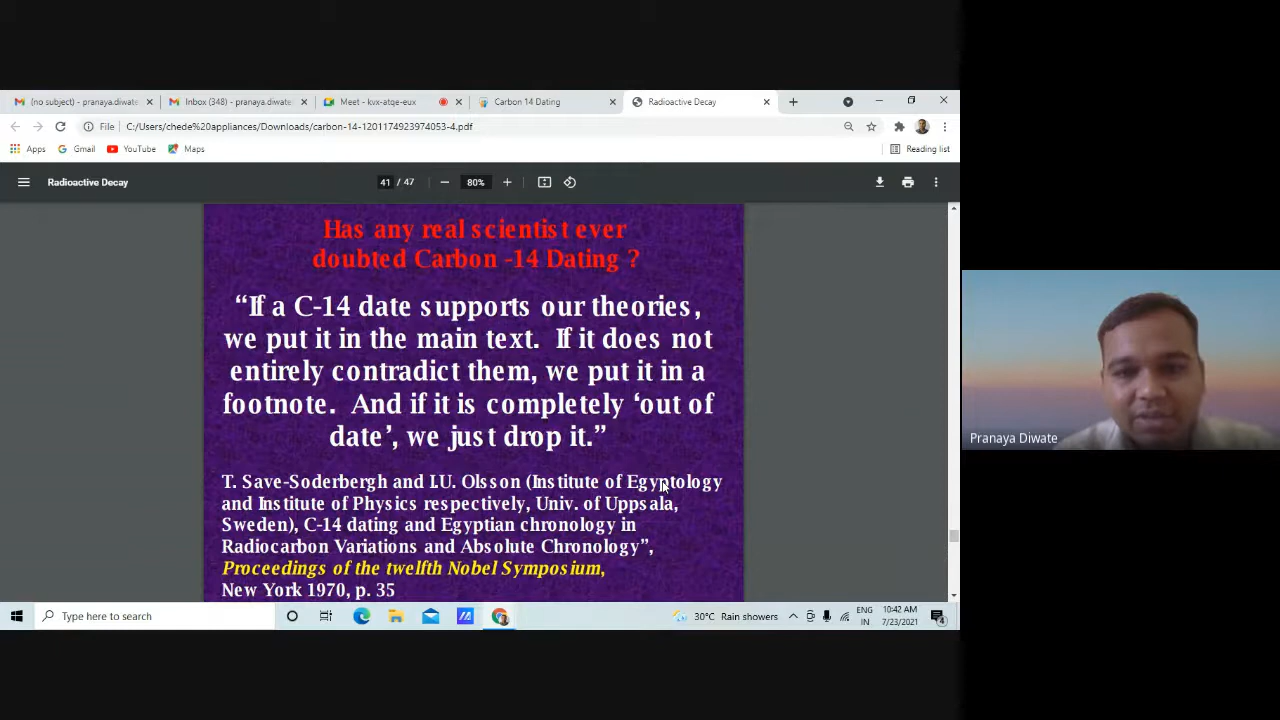 (no subject) - pranaya.diwate
Inbox (348) - pranaya.diwate
Meet - kvx-atqe-eux
Carbon 14 Dating
Radioactive Decay
File
C:/Users/chede%20appliances/Downloads/carbon-14-1201174923974053-4.pdf
Apps
Gmail
YouTube
Maps
Reading list
Radioactive Decay
41 / 47
80%
Has any real scientist ever
doubted Carbon -14 Dating ?
“If a C-14 date supports our theories,
we put it in the main text. If it does not
entirely contradict them, we put it in a
footnote. And if it is completely ‘out of
date’, we just drop it.”
T. Save-Soderbergh and I.U. Olsson (Institute of Egyptology
and Institute of Physics respectively, Univ. of Uppsala,
Sweden), C-14 dating and Egyptian chronology in
Radiocarbon Variations and Absolute Chronology”,
Proceedings of the twelfth Nobel Symposium,
New York 1970, p. 35
Pranaya Diwate
Type here to search
30°C Rain showers
ENG
IN
10:42 AM
7/23/2021
4